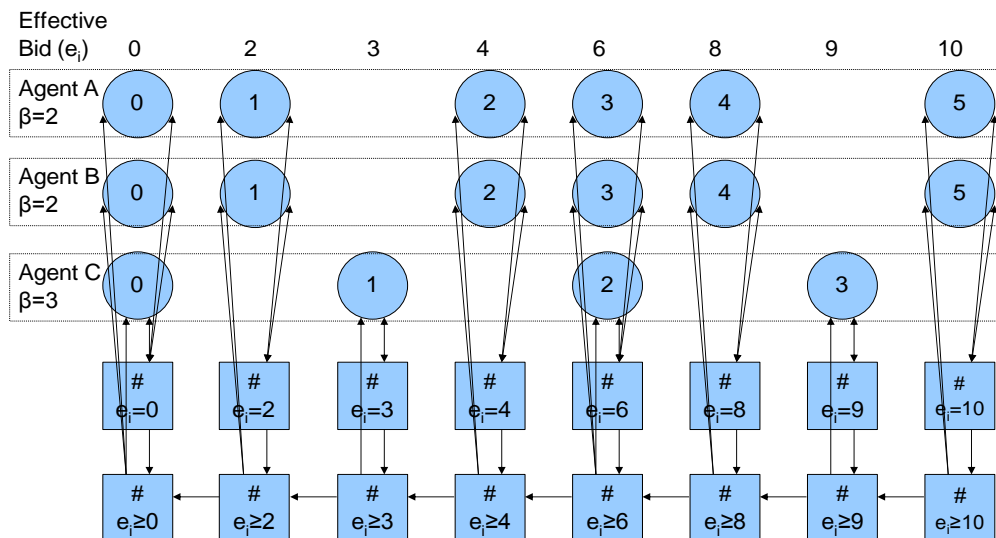 Effective
Bid (eᵢ) 0 2 3 4 6 8 9 10
Agent A
β=2
0 1 2 3 4 5
Agent B
β=2
0 1 2 3 4 5
Agent C
β=3
0 1 2 3
# # # # # # # #
eᵢ=0 eᵢ=2 eᵢ=3 eᵢ=4 eᵢ=6 eᵢ=8 eᵢ=9 eᵢ=10
# # # # # # # #
eᵢ≥0 eᵢ≥2 eᵢ≥3 eᵢ≥4 eᵢ≥6 eᵢ≥8 eᵢ≥9 eᵢ≥10